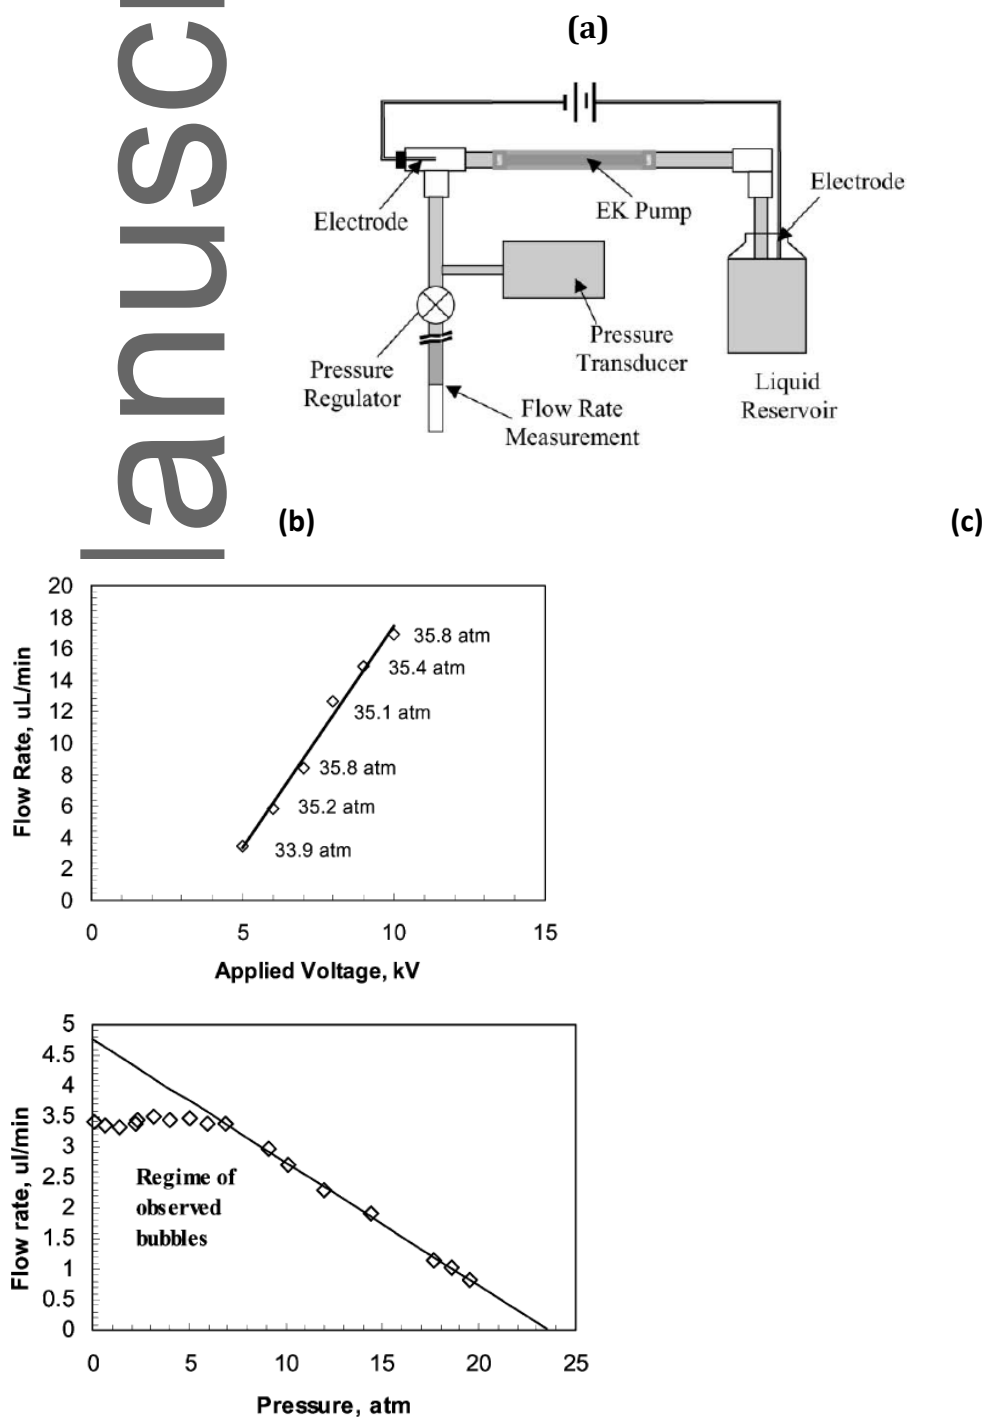 anusc
(a)
Electrode
EK Pump
Electrode
Pressure
Transducer
Pressure
Regulator
Liquid
Reservoir
Flow Rate
Measurement
(b)
(c)
20
18
16
14
12
10
8
6
4
2
0
Flow Rate, uL/min
35.8 atm
35.4 atm
35.1 atm
35.8 atm
35.2 atm
33.9 atm
0 5 10 15
Applied Voltage, kV
5
4.5
4
3.5
3
2.5
2
1.5
1
0.5
0
Flow rate, ul/min
Regime of
observed
bubbles
0 5 10 15 20 25
Pressure, atm